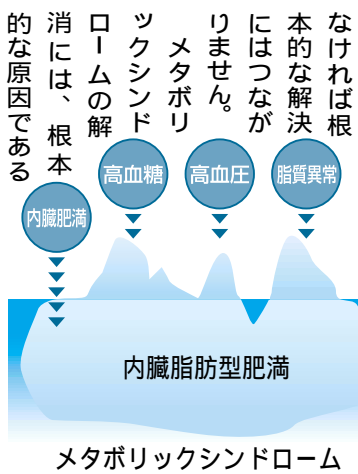 なければ根
本的な解決
にはつなが
りません。
メタボリ
ックシンド
ロームの解
消には、根本
的な原因である
内臓肥満
高血糖
高血圧
脂質異常
内臓脂肪型肥満
メタボリックシンドローム